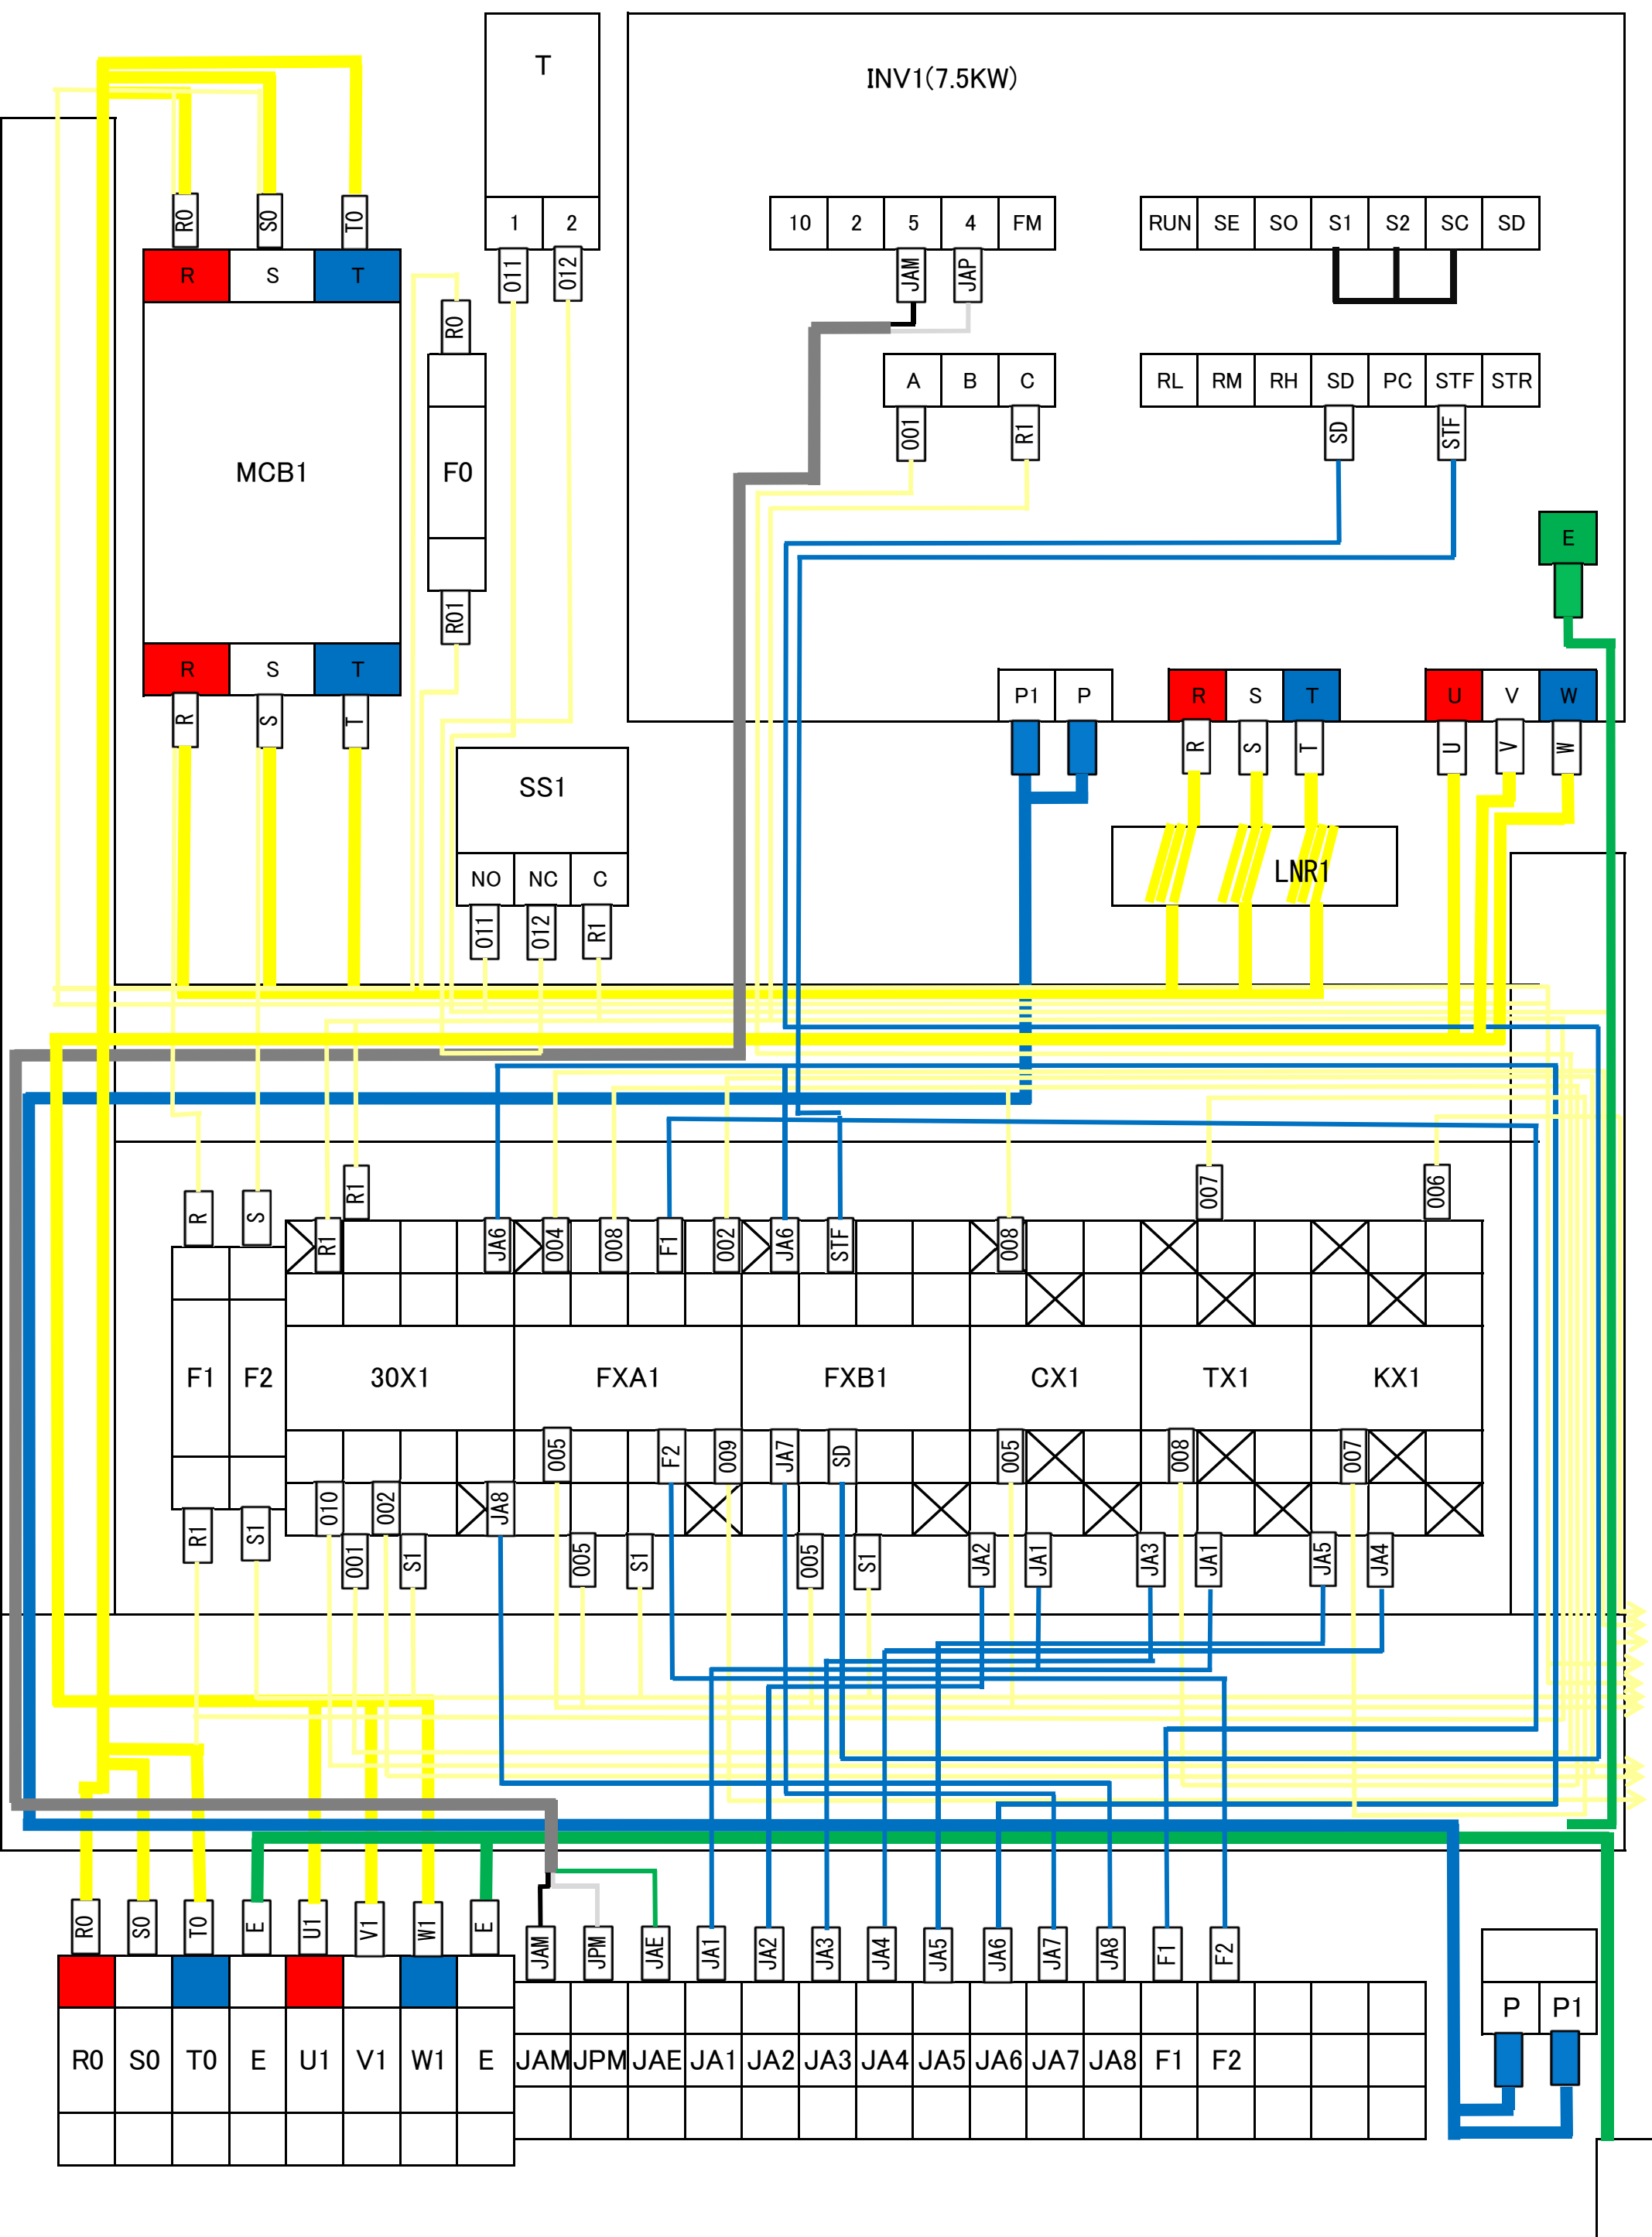 T
INV1(7.5KW)
R0 S0 T0
1 2
10 2 5 4 FM
RUN SE SO S1 S2 SC SD
R S T
011 012
JAM JAP
R0
A B C
RL RM RH SD PC STF STR
001 R1
SD STF
MCB1
F0
E
R01
R S T
P1 P
R S T
U V W
R S T
R S T
U V W
SS1
LNR1
NO NC C
011 012 R1
R1 007 006
R S
R1 JA6 004 008 F1 002 JA6 STF 008
F1 F2 30X1 FXA1 FXB1 CX1 TX1 KX1
005 F2 009 JA7 SD 005 008 007
010 002 JA8
R1 S1
001 S1 005 S1 005 S1 JA2 JA1 JA3 JA1 JA5 JA4
R0 S0 T0 E U1 V1 W1 E
JAM JPM JAE JA1 JA2 JA3 JA4 JA5 JA6 JA7 JA8 F1 F2
P P1
R0 S0 T0 E U1 V1 W1 E JAM JPM JAE JA1 JA2 JA3 JA4 JA5 JA6 JA7 JA8 F1 F2